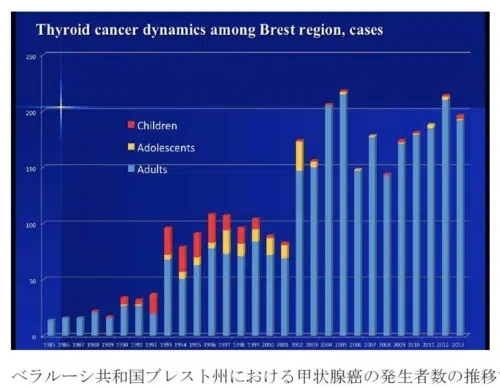 Thyroid cancer dynamics among Brest region, cases
250
200
150
100
50
0
Children
Adolescents
Adults
1985 1986 1987 1988 1989 1990 1991 1992 1993 1994 1995 1996 1997 1998 1999 2000 2001 2002 2003 2004 2005 2006 2007 2008 2009 2010 2011 2012 2013
ベラルーシ共和国ブレスト州における甲状腺癌の発生者数の推移